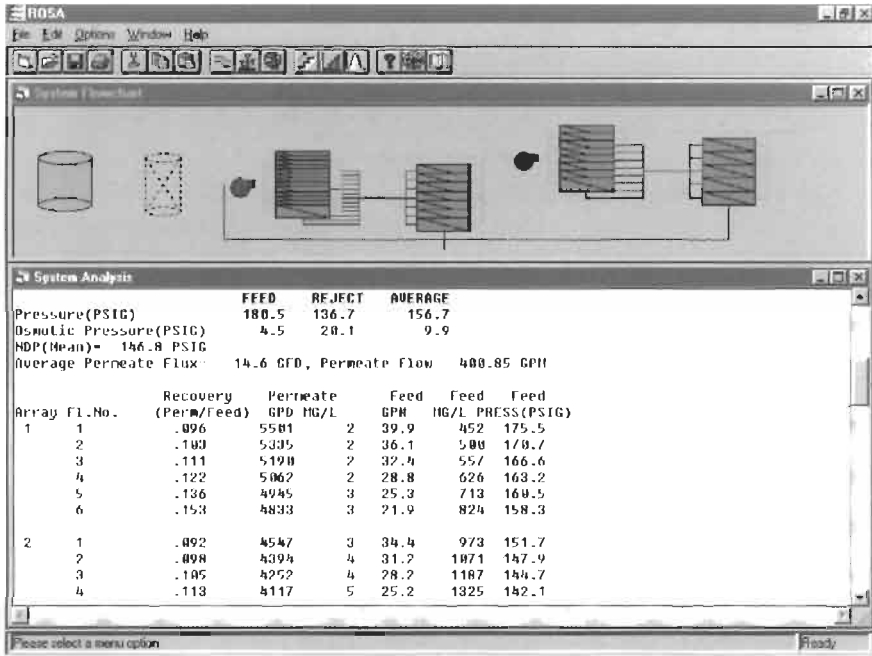 ROSA
File Edit Options Window Help
System Flowchart
System Analysis
FEED REJECT AVERAGE
Pressure(PSIG) 180.5 136.7 156.7
Osmotic Pressure(PSIG) 4.5 20.1 9.9
NDP(Mean)= 146.8 PSIG
Average Permeate Flux= 14.6 GFD, Permeate Flow 400.85 GPM
Recovery Permeate Feed Feed Feed
Array El.No. (Perm/Feed) GPD MG/L GPM MG/L PRESS(PSIG)
1 1 .096 5501 2 39.9 452 175.5
2 .103 5335 2 36.1 500 170.7
3 .111 5190 2 32.4 557 166.6
4 .122 5062 2 28.8 626 163.2
5 .136 4945 3 25.3 713 160.5
6 .153 4833 3 21.9 824 158.3
2 1 .092 4547 3 34.4 973 151.7
2 .098 4394 4 31.2 1071 147.9
3 .105 4252 4 28.2 1187 144.7
4 .113 4117 5 25.2 1325 142.1
Please select a menu option Ready